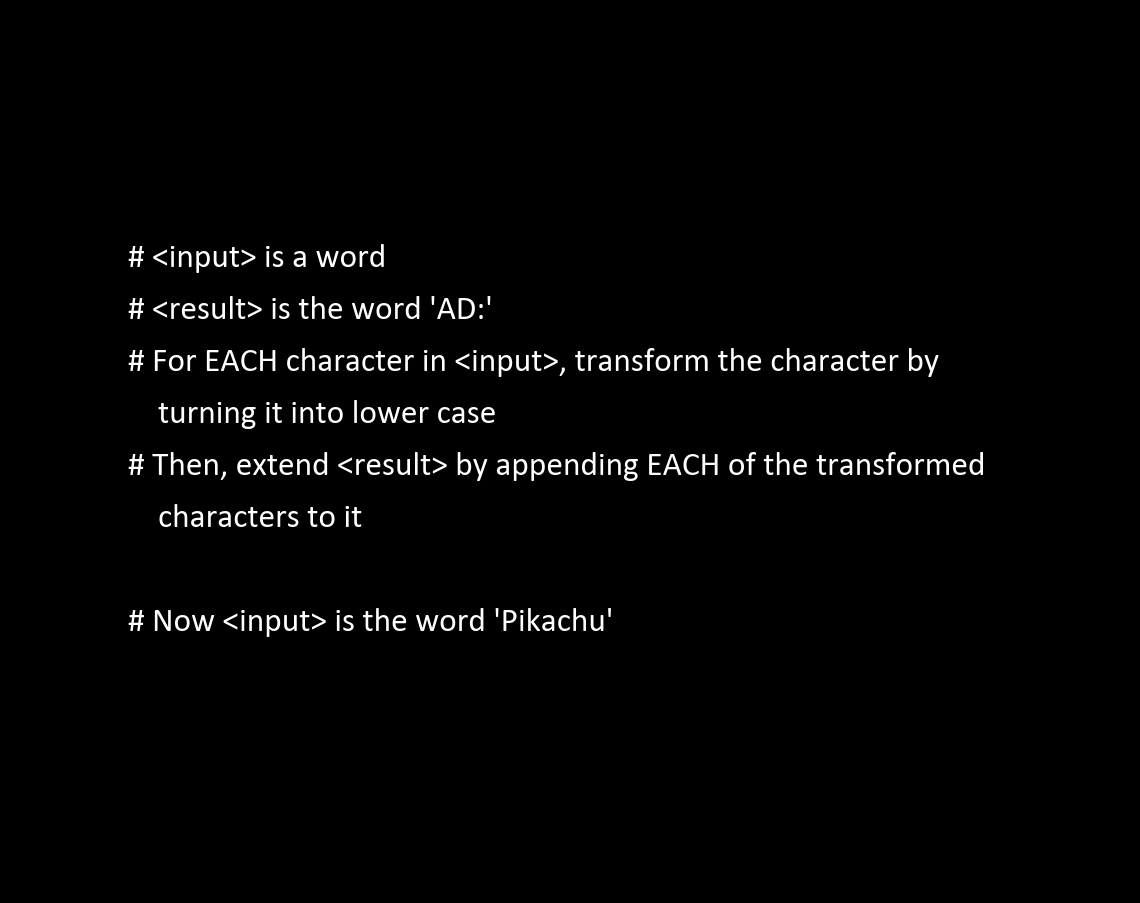 # <input> is a word
# <result> is the word 'AD:'
# For EACH character in <input>, transform the character by
turning it into lower case
# Then, extend <result> by appending EACH of the transformed
characters to it
# Now <input> is the word 'Pikachu'